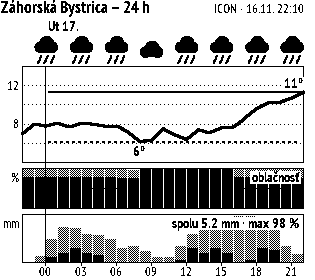 Záhorská Bystrica – 24 h ICON · 16.11. 22:10
Ut 17.
11°
12
8
6°
% oblačnosť
mm spolu 5.2 mm · max 98 %
00 03 06 09 12 15 18 21